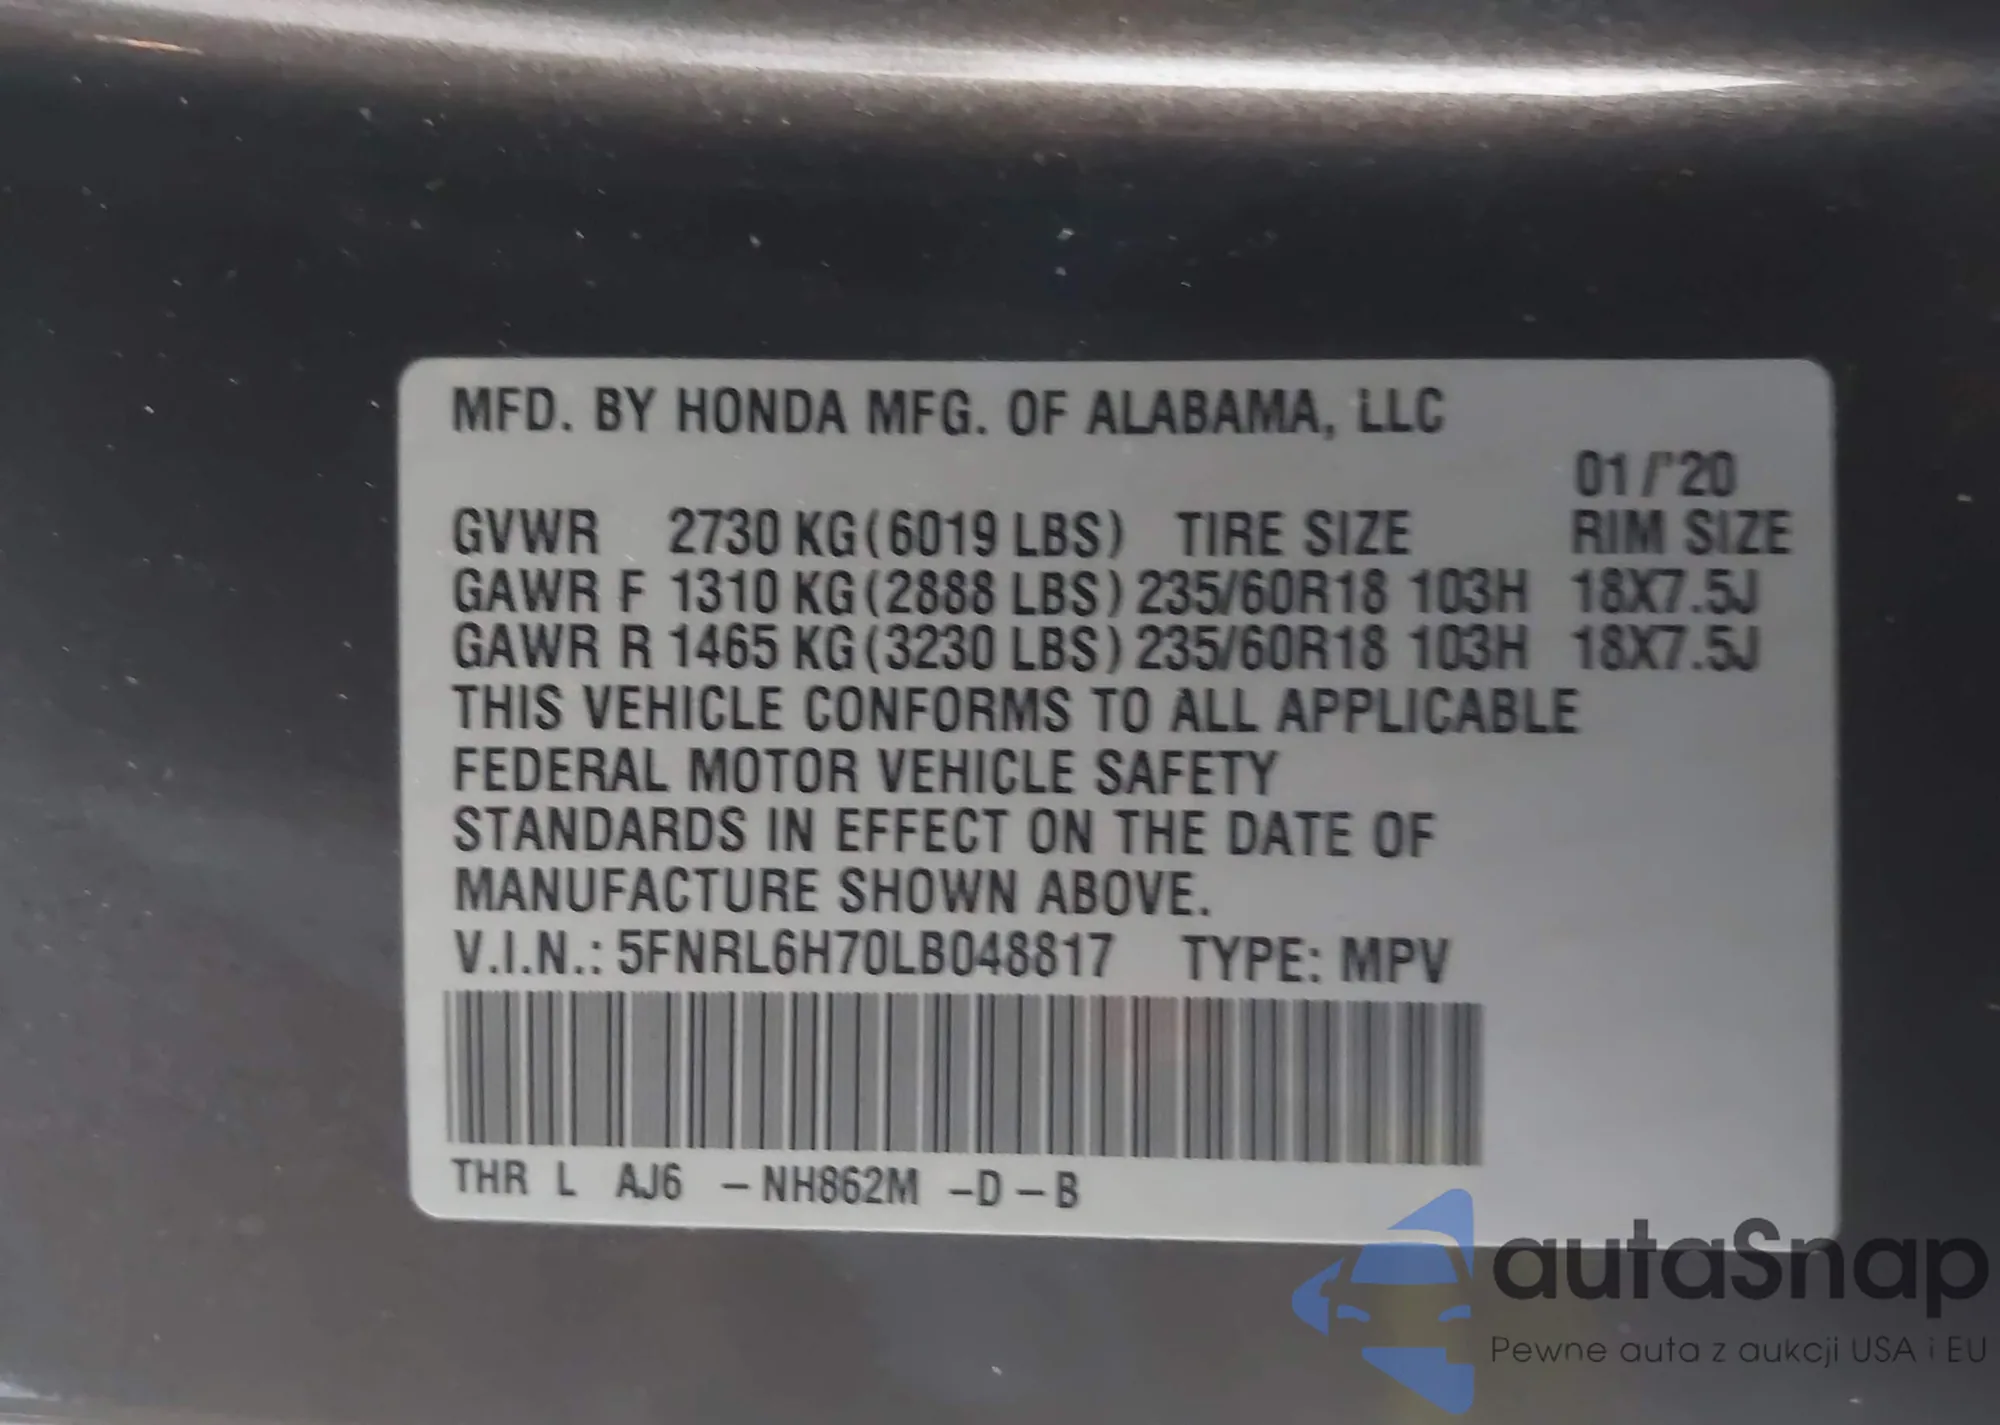 MFD. BY HONDA MFG. OF ALABAMA, LLC
01/'20
GVWR 2730 KG(6019 LBS) TIRE SIZE RIM SIZE
GAWR F 1310 KG(2888 LBS) 235/60R18 103H 18X7.5J
GAWR R 1465 KG(3230 LBS) 235/60R18 103H 18X7.5J
THIS VEHICLE CONFORMS TO ALL APPLICABLE
FEDERAL MOTOR VEHICLE SAFETY
STANDARDS IN EFFECT ON THE DATE OF
MANUFACTURE SHOWN ABOVE.
V.I.N.: 5FNRL6H70LB048817 TYPE: MPV
THR L AJ6 -NH862M -D-B
autaSnap
Pewne auta z aukcji USA i EU